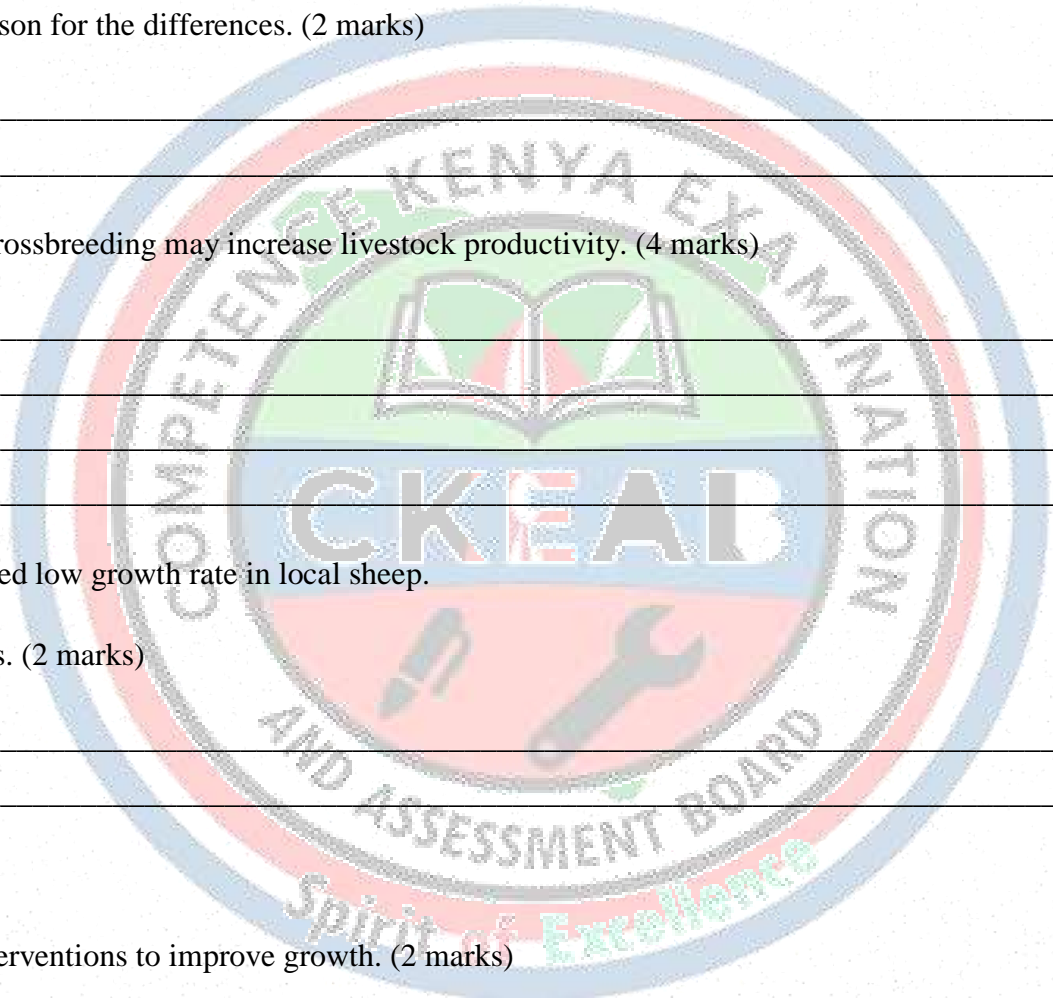 son for the differences. (2 marks)
rossbreeding may increase livestock productivity. (4 marks)
ed low growth rate in local sheep.
s. (2 marks)
erventions to improve growth. (2 marks)
COMPETENCE KENYA EXAMINATION
CKEAB
AND ASSESSMENT BOARD
Spirit of Excellence